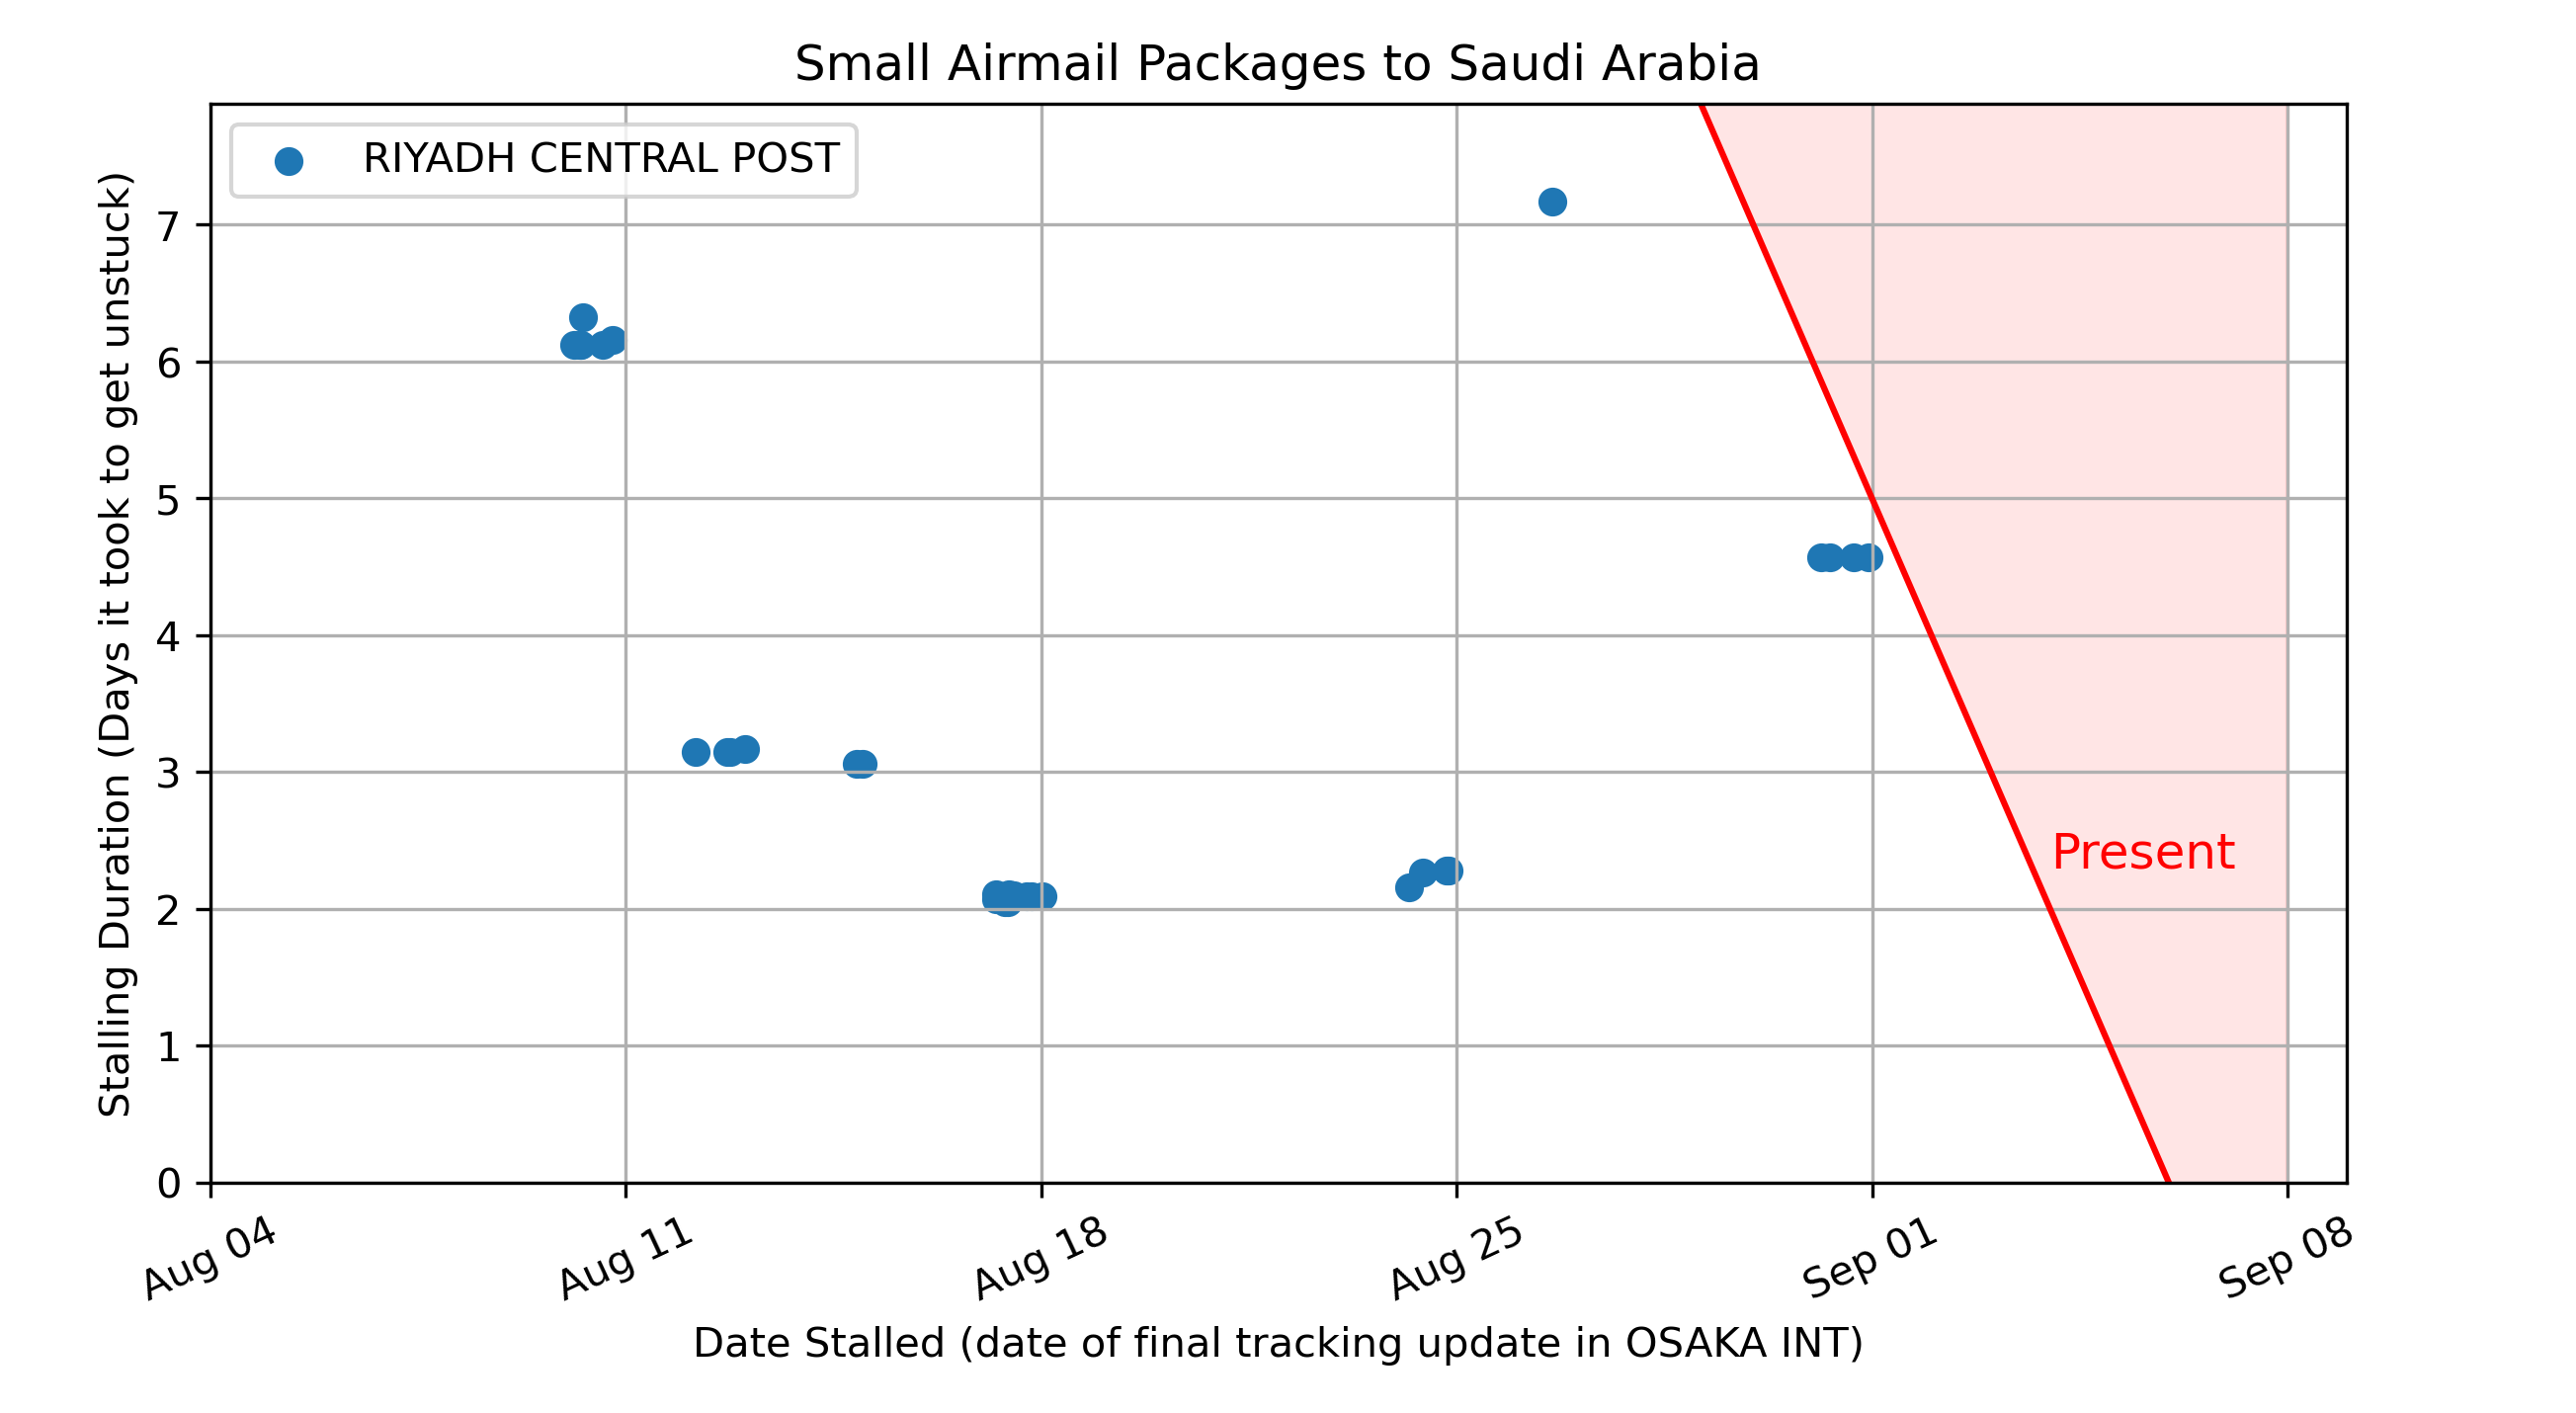 Small Airmail Packages to Saudi Arabia
RIYADH CENTRAL POST
Stalling Duration (Days it took to get unstuck)
7
6
5
4
3
2
1
0
Present
Aug 04
Aug 11
Aug 18
Aug 25
Sep 01
Sep 08
Date Stalled (date of final tracking update in OSAKA INT)